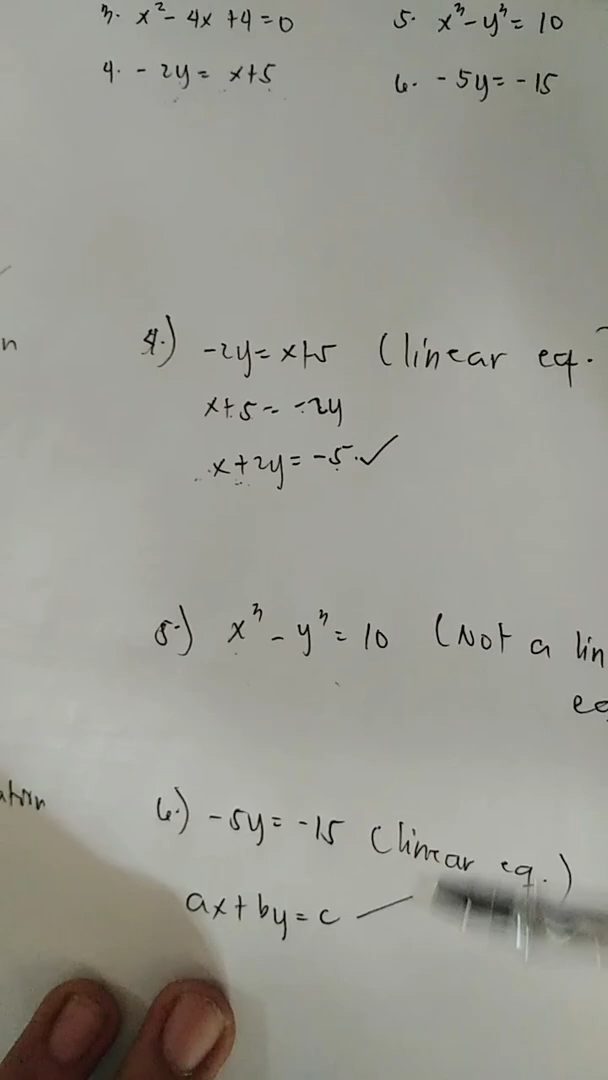 3. x² - 4x + 4 = 0
5. x³ - y³ = 10
4. - 2y = x + 5
6. - 5y = - 15
n
4.) -2y = x + 5 (linear eq.
x + 5 = -2y
x + 2y = -5. ✓
5.) x³ - y³ = 10 (Not a lin
eq
6.) -5y = -15 (linear eq.)
ax + by = c —